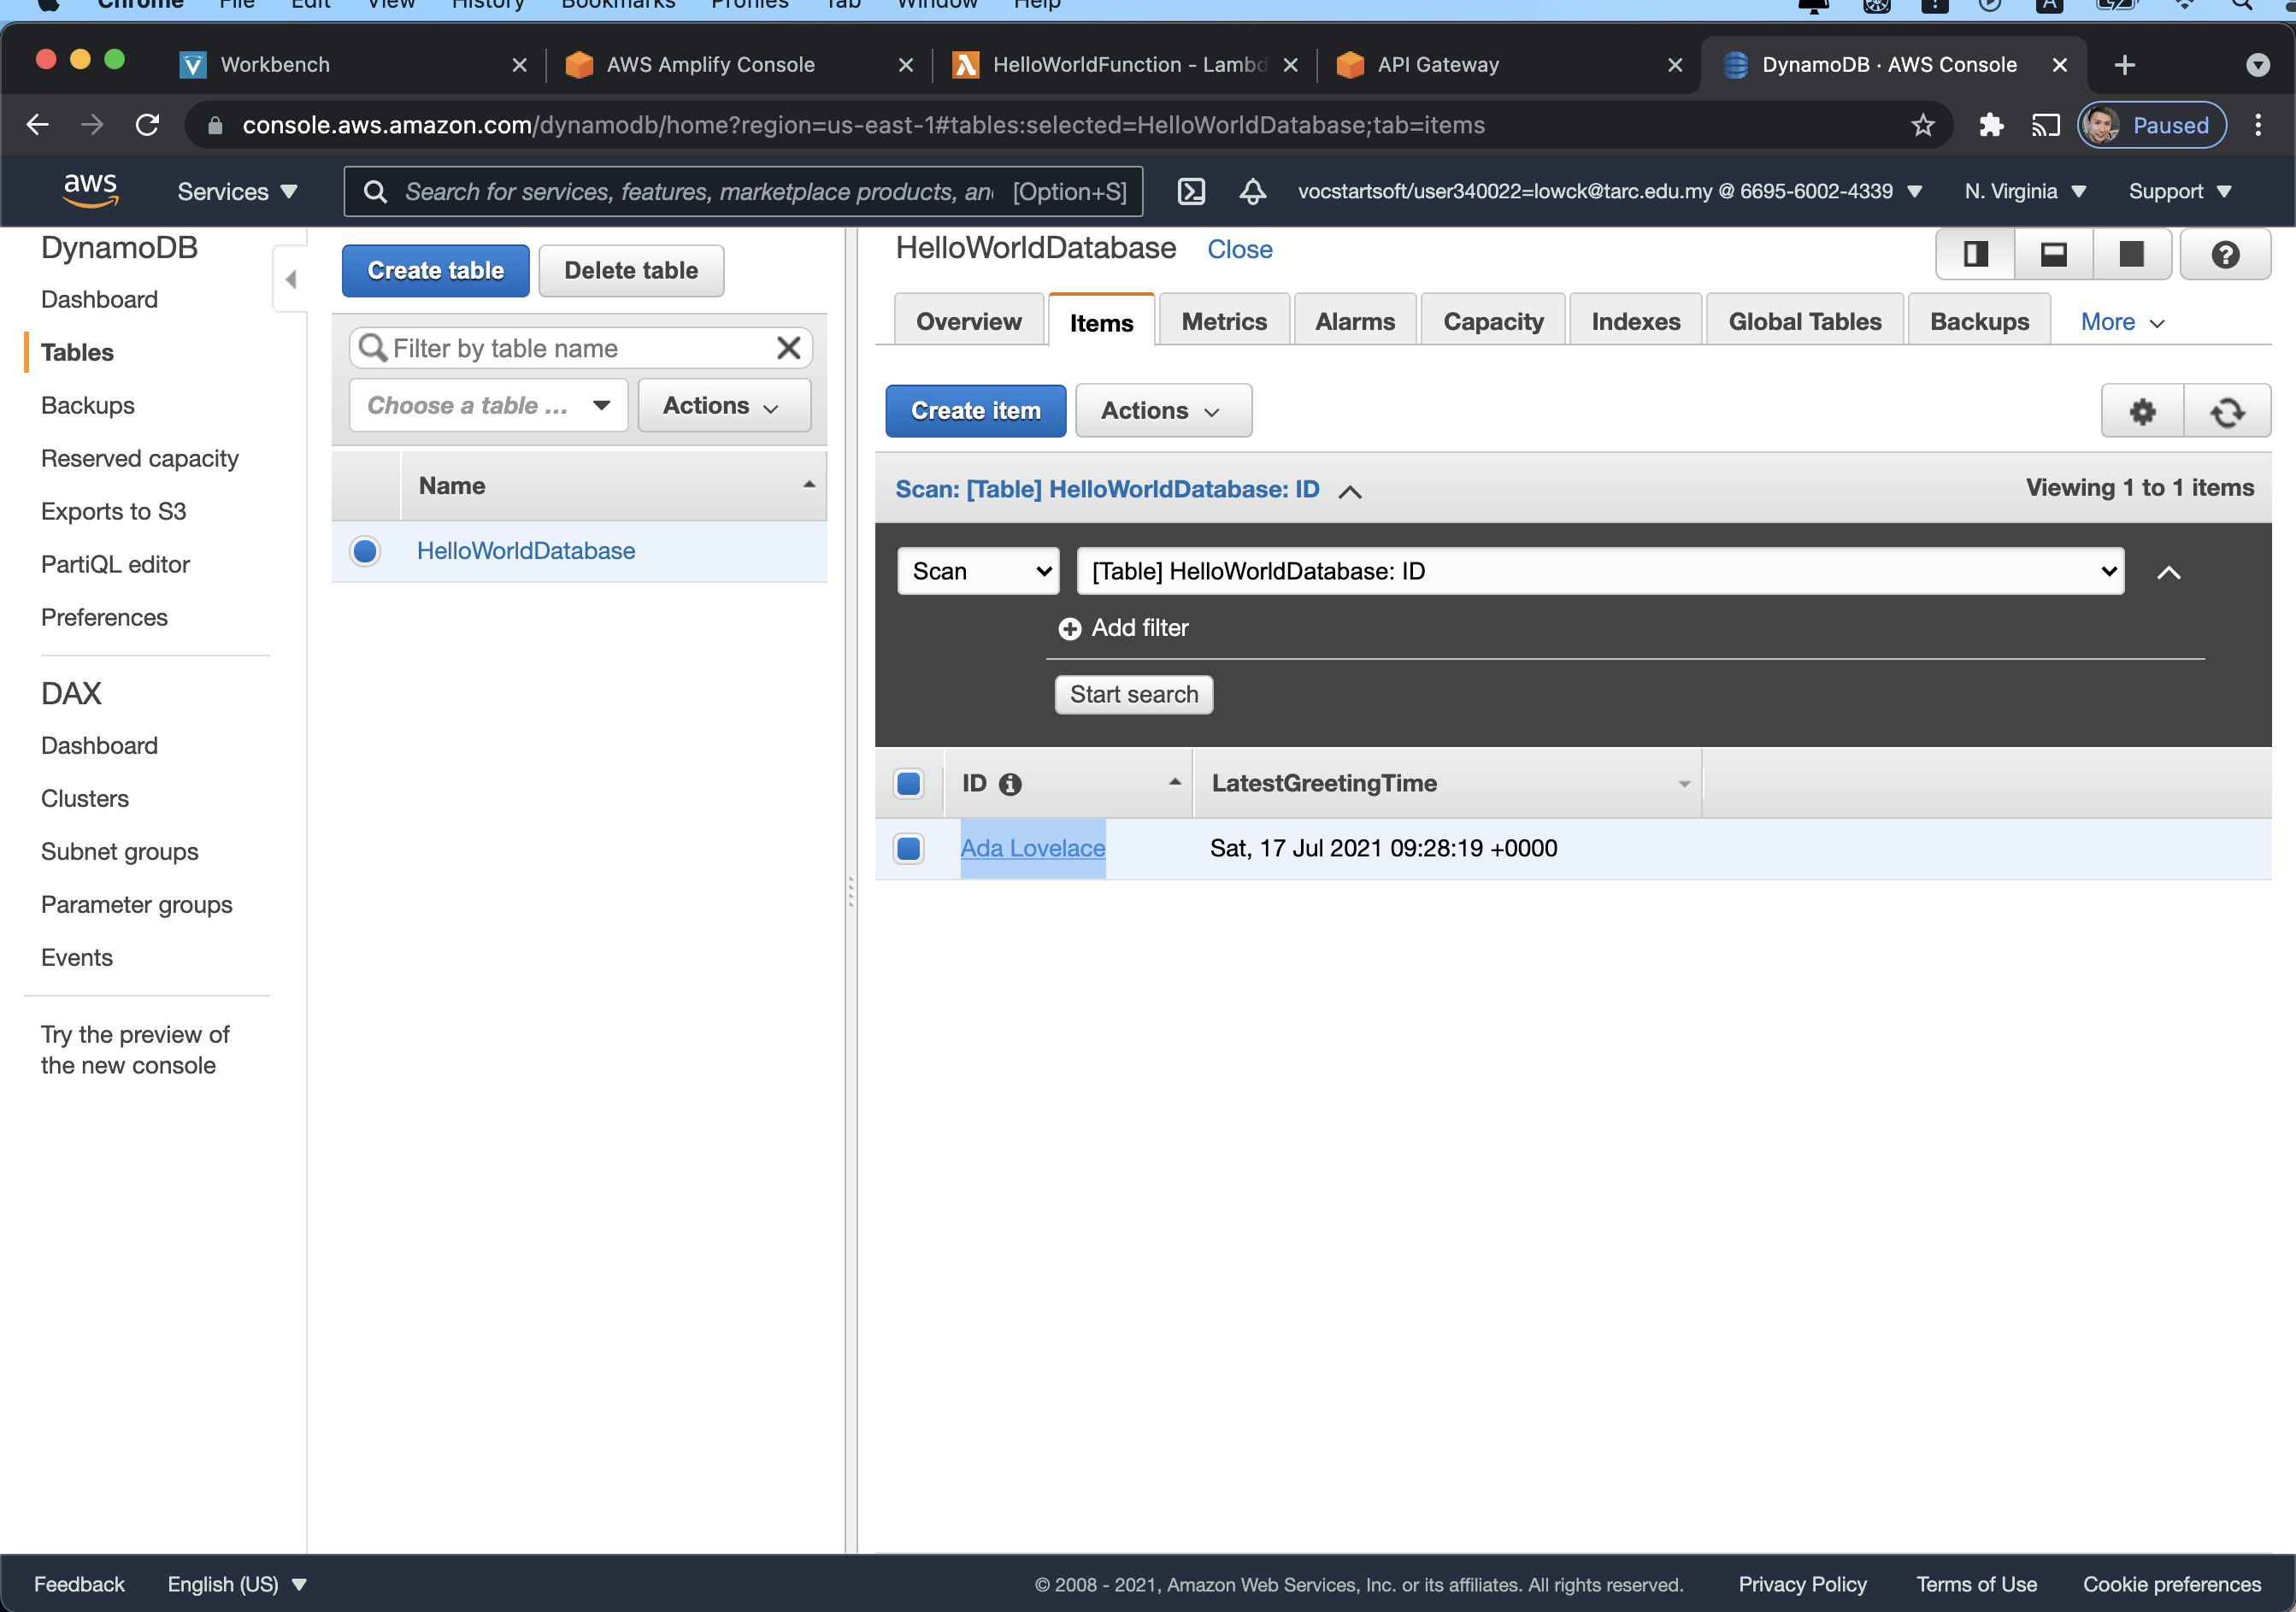 Chrome File Edit View History Bookmarks Profiles Tab Window Help
Workbench
AWS Amplify Console
HelloWorldFunction - Lambd
API Gateway
DynamoDB · AWS Console
console.aws.amazon.com/dynamodb/home?region=us-east-1#tables:selected=HelloWorldDatabase;tab=items
Paused
aws
Services
Search for services, features, marketplace products, an
[Option+S]
vocstartsoft/user340022=lowck@tarc.edu.my @ 6695-6002-4339
N. Virginia
Support
DynamoDB
Dashboard
Tables
Backups
Reserved capacity
Exports to S3
PartiQL editor
Preferences
DAX
Dashboard
Clusters
Subnet groups
Parameter groups
Events
Try the preview of
the new console
Create table
Delete table
Filter by table name
Choose a table ...
Actions
Name
HelloWorldDatabase
HelloWorldDatabase Close
Overview
Items
Metrics
Alarms
Capacity
Indexes
Global Tables
Backups
More
Create item
Actions
Scan: [Table] HelloWorldDatabase: ID
Viewing 1 to 1 items
Scan
[Table] HelloWorldDatabase: ID
Add filter
Start search
ID
LatestGreetingTime
Ada Lovelace
Sat, 17 Jul 2021 09:28:19 +0000
Feedback
English (US)
© 2008 - 2021, Amazon Web Services, Inc. or its affiliates. All rights reserved.
Privacy Policy
Terms of Use
Cookie preferences